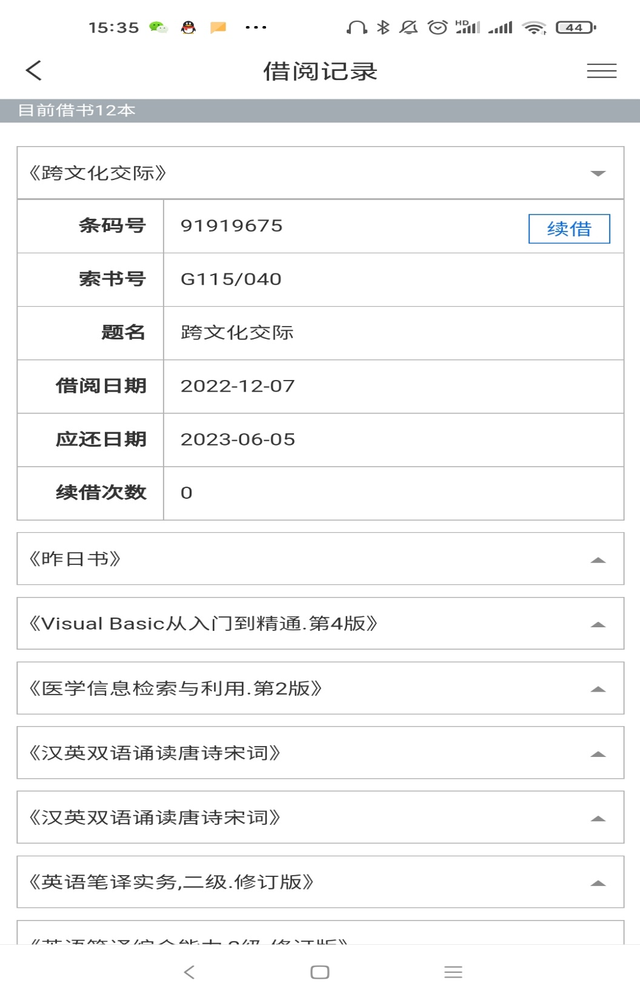 15:35 HD 44
借阅记录
目前借书12本
《跨文化交际》
条码号 91919675 续借
索书号 G115/040
题名 跨文化交际
借阅日期 2022-12-07
应还日期 2023-06-05
续借次数 0
《昨日书》
《Visual Basic从入门到精通.第4版》
《医学信息检索与利用.第2版》
《汉英双语诵读唐诗宋词》
《汉英双语诵读唐诗宋词》
《英语笔译实务,二级.修订版》